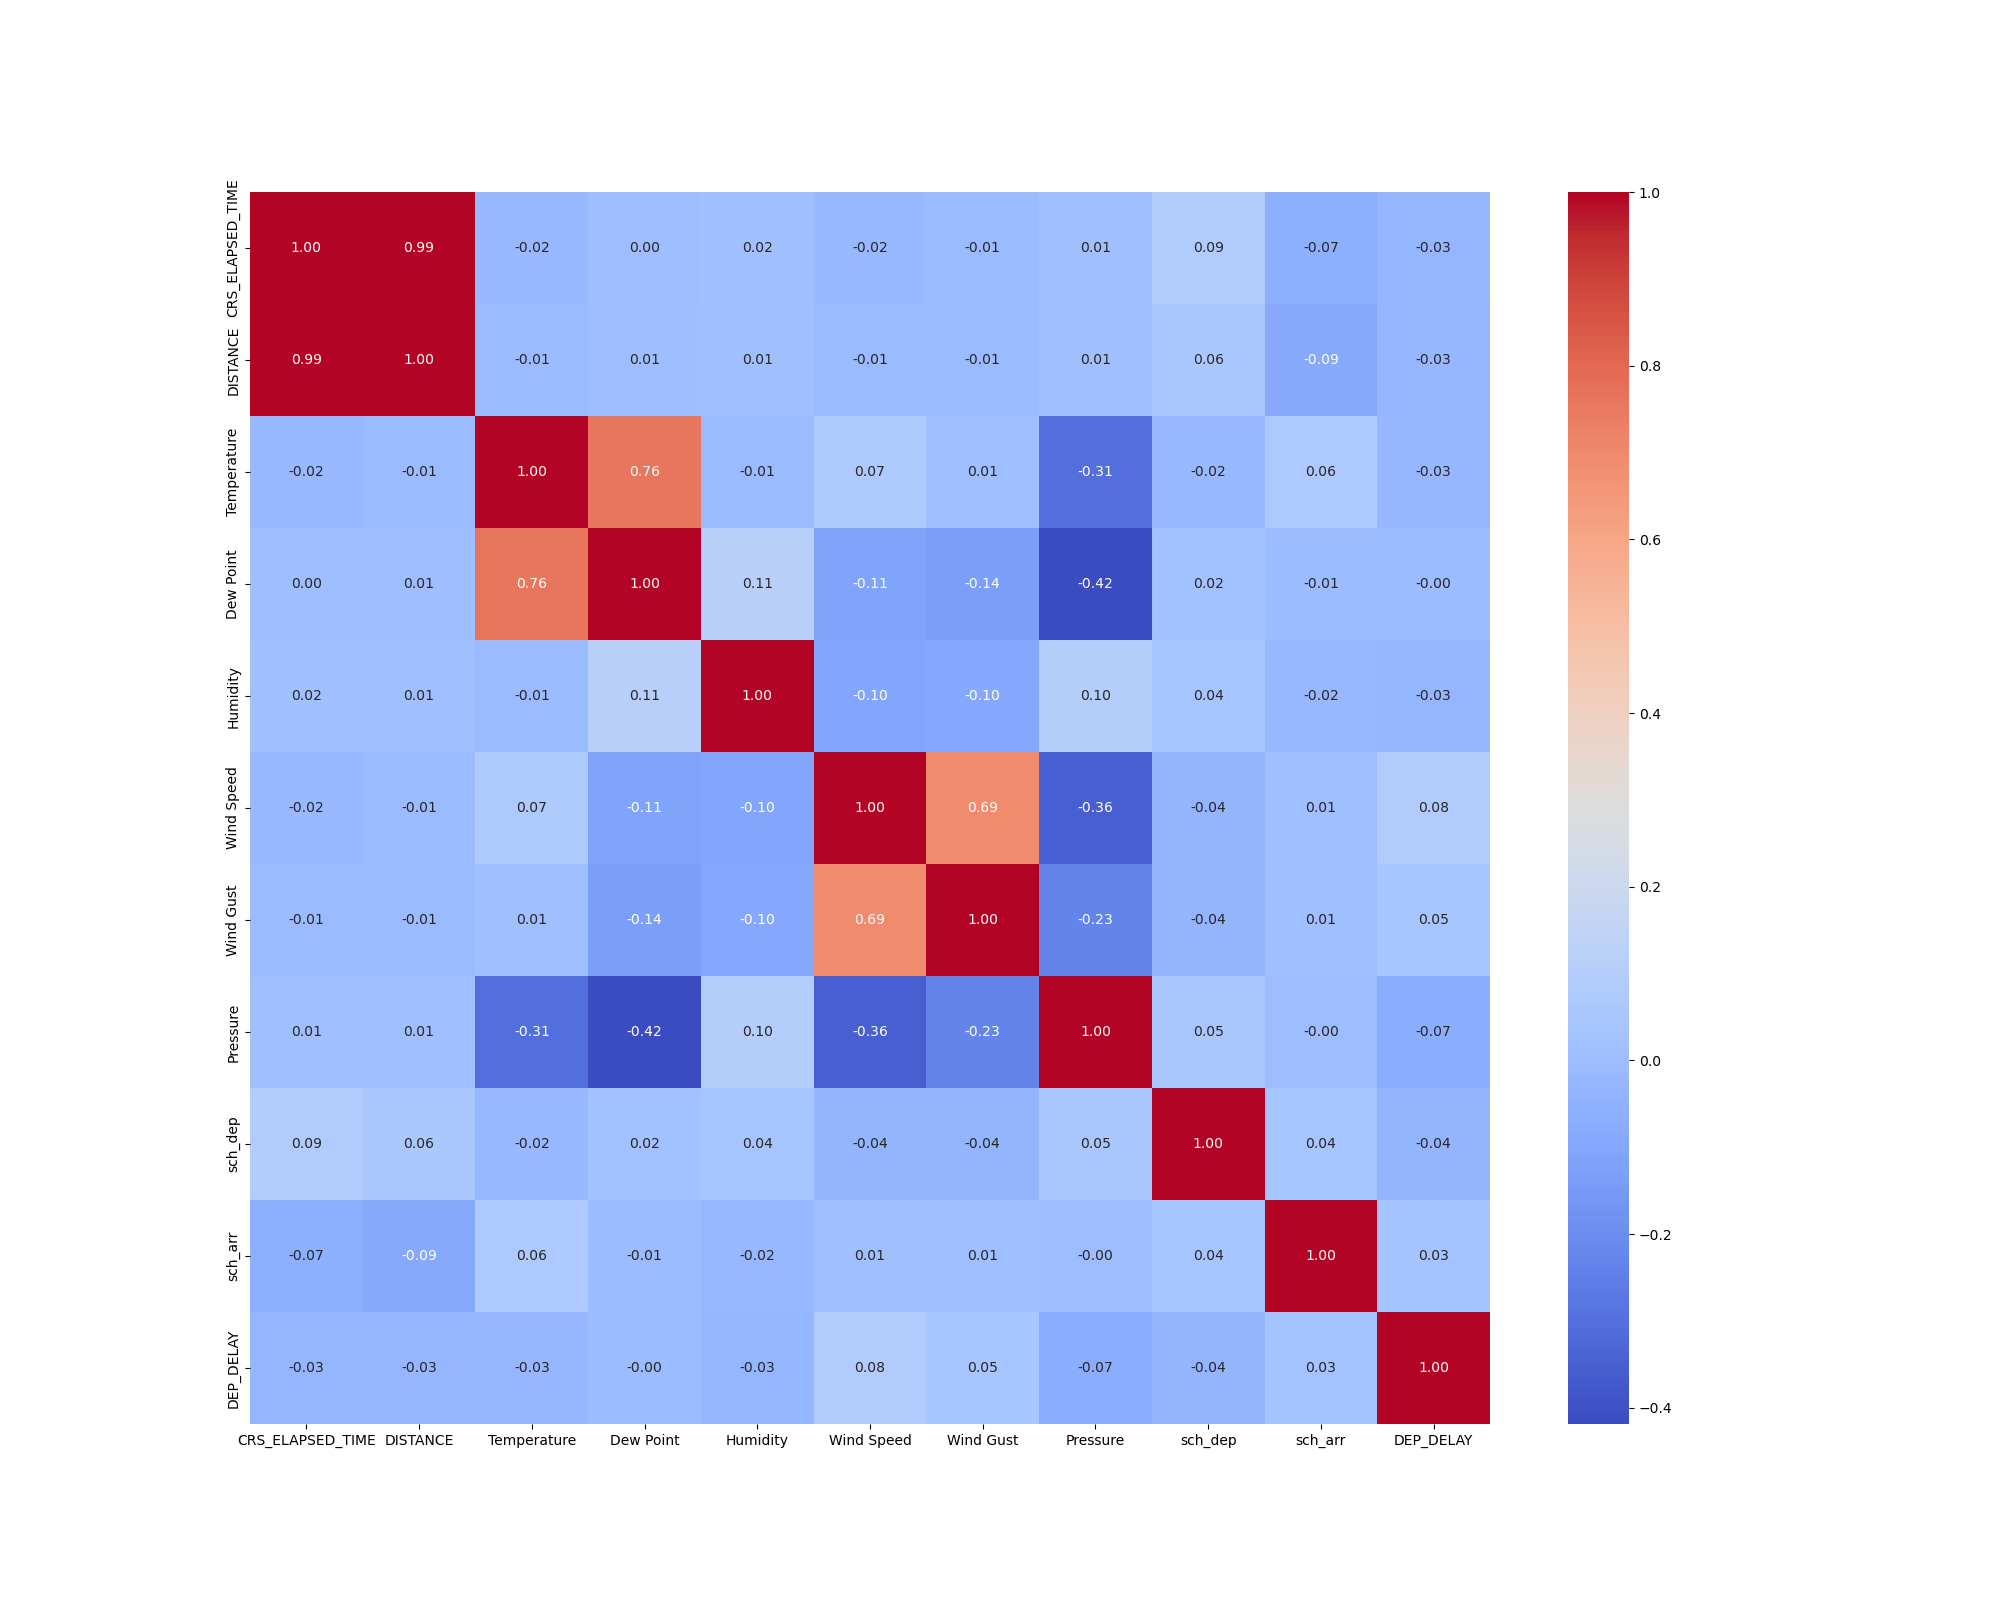 CRS_ELAPSED_TIME 1.00 0.99 -0.02 0.00 0.02 -0.02 -0.01 0.01 0.09 -0.07 -0.03
DISTANCE 0.99 1.00 -0.01 0.01 0.01 -0.01 -0.01 0.01 0.06 -0.09 -0.03
Temperature -0.02 -0.01 1.00 0.76 -0.01 0.07 0.01 -0.31 -0.02 0.06 -0.03
Dew Point 0.00 0.01 0.76 1.00 0.11 -0.11 -0.14 -0.42 0.02 -0.01 -0.00
Humidity 0.02 0.01 -0.01 0.11 1.00 -0.10 -0.10 0.10 0.04 -0.02 -0.03
Wind Speed -0.02 -0.01 0.07 -0.11 -0.10 1.00 0.69 -0.36 -0.04 0.01 0.08
Wind Gust -0.01 -0.01 0.01 -0.14 -0.10 0.69 1.00 -0.23 -0.04 0.01 0.05
Pressure 0.01 0.01 -0.31 -0.42 0.10 -0.36 -0.23 1.00 0.05 -0.00 -0.07
sch_dep 0.09 0.06 -0.02 0.02 0.04 -0.04 -0.04 0.05 1.00 0.04 -0.04
sch_arr -0.07 -0.09 0.06 -0.01 -0.02 0.01 0.01 -0.00 0.04 1.00 0.03
DEP_DELAY -0.03 -0.03 -0.03 -0.00 -0.03 0.08 0.05 -0.07 -0.04 0.03 1.00
CRS_ELAPSED_TIME DISTANCE Temperature Dew Point Humidity Wind Speed Wind Gust Pressure sch_dep sch_arr DEP_DELAY
1.0
0.8
0.6
0.4
0.2
0.0
−0.2
−0.4